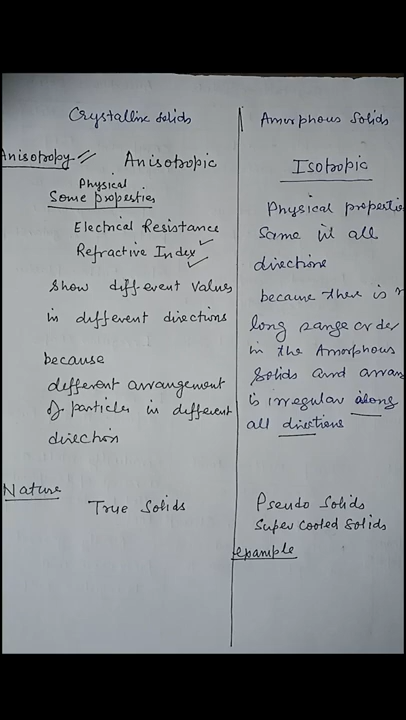 Crystalline solids
Anisotropy Anisotropic
Physical
Some properties
Electrical Resistance
Refractive Index
show different values
in different directions
because
different arrangement
of particles in different
direction
Nature
True Solids
Amorphous Solids
Isotropic
Physical propertie
Same in all
directions
because there is n
long range order
in the Amorphous
Solids and arran
is irregular along
all directions
Pseudo Solids
Super cooled solids
example